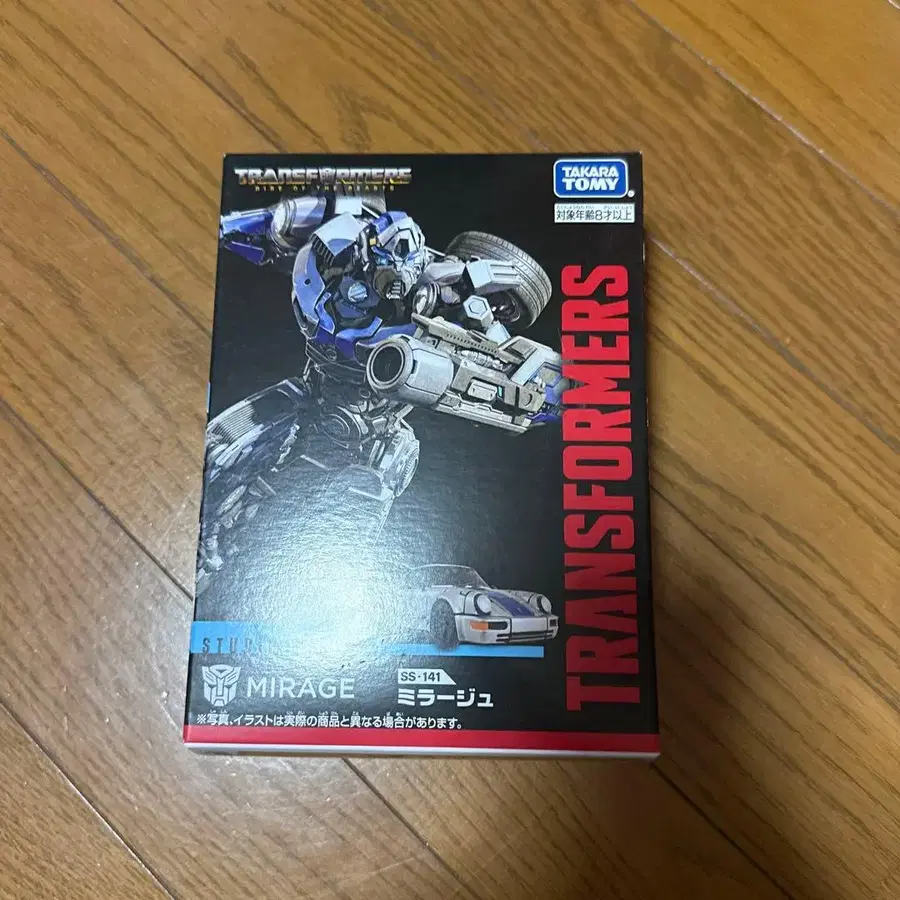 TRANSFORMERS
RISE OF THE BEASTS
TAKARA
TOMY
対象年齢8才以上
TRANSFORMERS
STUD
MIRAGE
SS-141
ミラージュ
※写真、イラストは実際の商品と異なる場合があります。